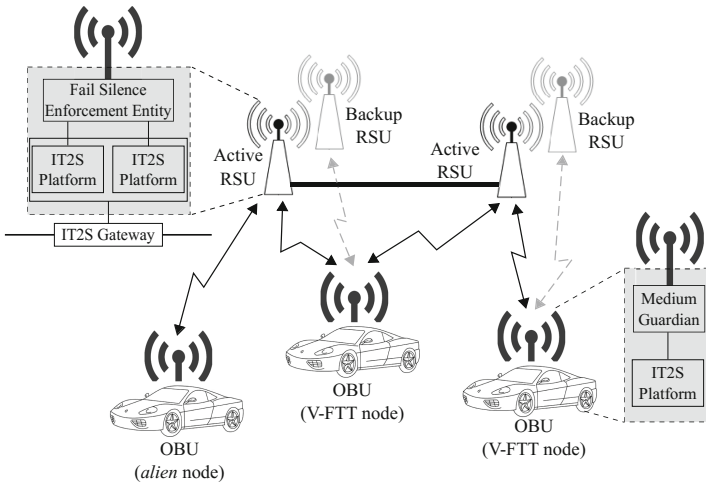 Fail Silence
Enforcement Entity
IT2S
Platform
IT2S
Platform
IT2S Gateway
Active
RSU
Backup
RSU
Active
RSU
Backup
RSU
Medium
Guardian
IT2S
Platform
OBU
(alien node)
OBU
(V-FTT node)
OBU
(V-FTT node)